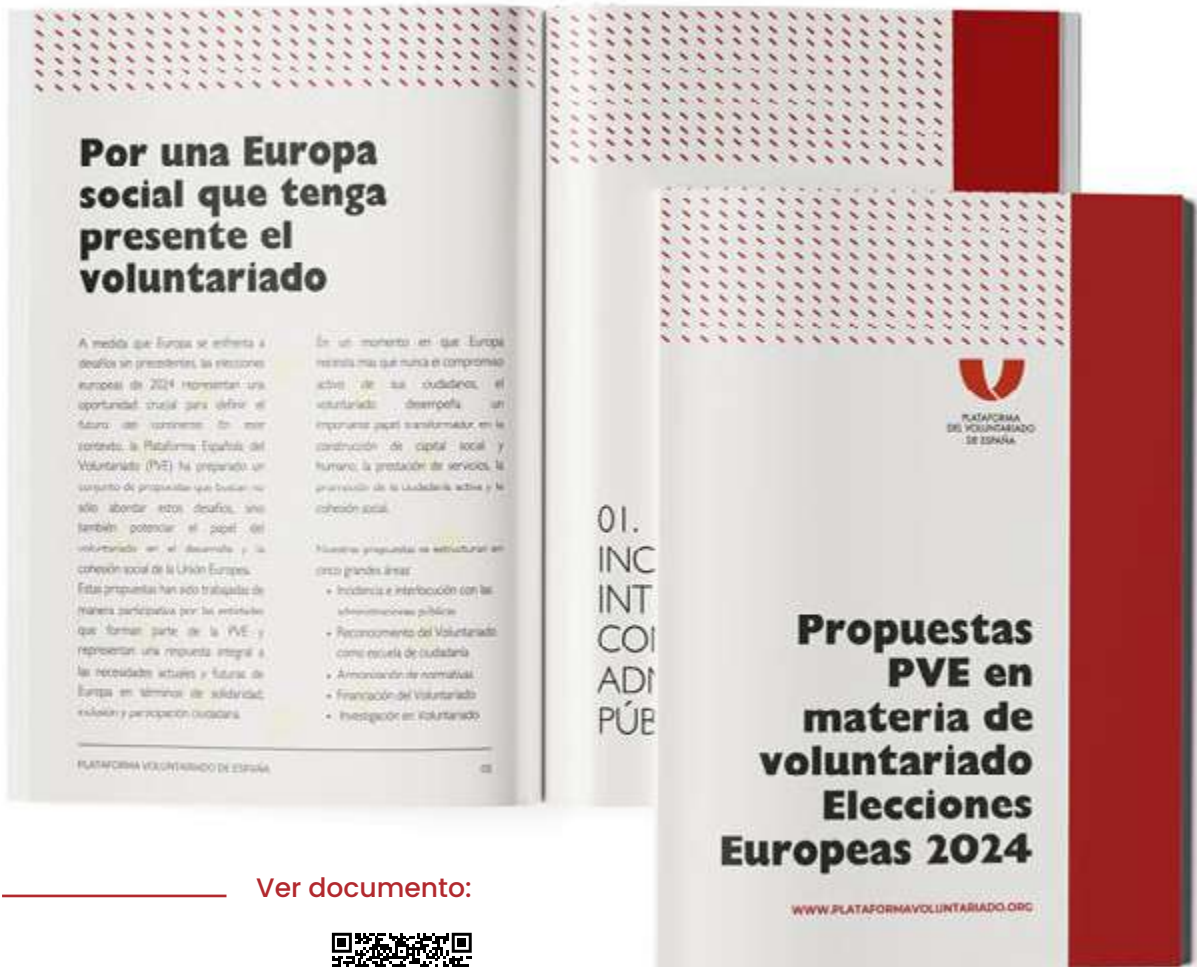 Por una Europa
social que tenga
presente el
voluntariado
A medida que Europa se enfrenta a
desafíos sin precedentes, las elecciones
europeas de 2024 representan una
oportunidad crucial para definir el
futuro del continente. En este
contexto, la Plataforma Española del
Voluntariado (PVE) ha preparado un
conjunto de propuestas que buscan no
sólo abordar estos desafíos, sino
también potenciar el papel del
voluntariado en el desarrollo y la
cohesión social de la Unión Europea.
Estas propuestas han sido trabajadas de
manera participativa por las entidades
que forman parte de la PVE y
representan una respuesta integral a
las necesidades actuales y futuras de
Europa en términos de solidaridad,
inclusión y participación ciudadana.
En un momento en que Europa
necesita más que nunca el compromiso
activo de sus ciudadanos, el
voluntariado desempeña un
importante papel transformador en la
construcción de capital social y
humano, la prestación de servicios, la
promoción de la ciudadanía activa y la
cohesión social.
Nuestras propuestas se estructuran en
cinco grandes áreas:
• Incidencia e interlocución con las
administraciones públicas
• Reconocimiento del Voluntariado
como escuela de ciudadanía
• Armonización de normativas
• Financiación del Voluntariado
• Investigación en Voluntariado
PLATAFORMA VOLUNTARIADO DE ESPAÑA
01.
INC
INT
CO
AD
PÚB
PLATAFORMA
DEL VOLUNTARIADO
DE ESPAÑA
Propuestas
PVE en
materia de
voluntariado
Elecciones
Europeas 2024
WWW.PLATAFORMAVOLUNTARIADO.ORG
Ver documento: